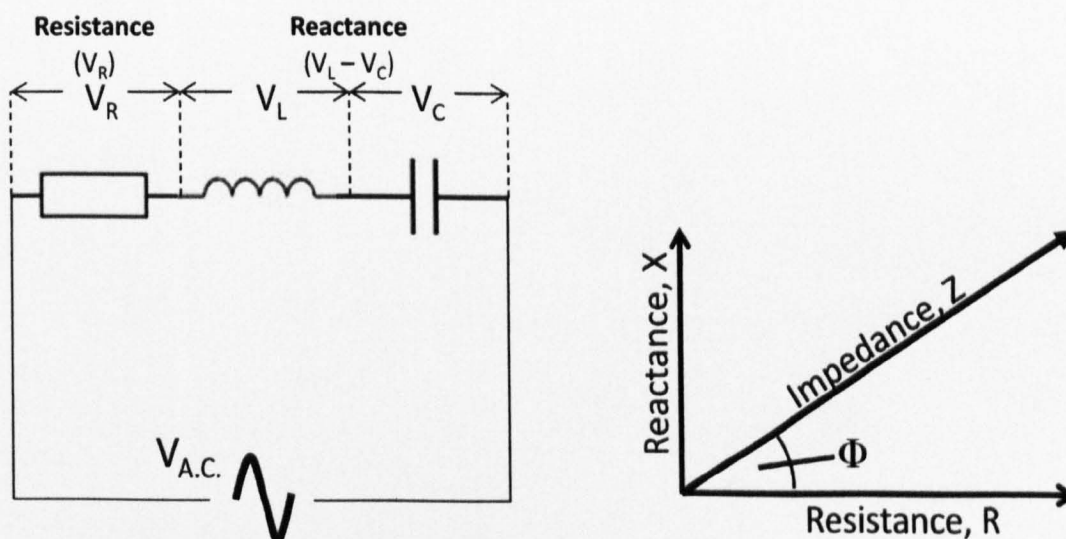 Resistance
(V_R)
Reactance
(V_L – V_C)
V_R
V_L
V_C
V_A.C.
Reactance, X
Impedance, Z
Φ
Resistance, R